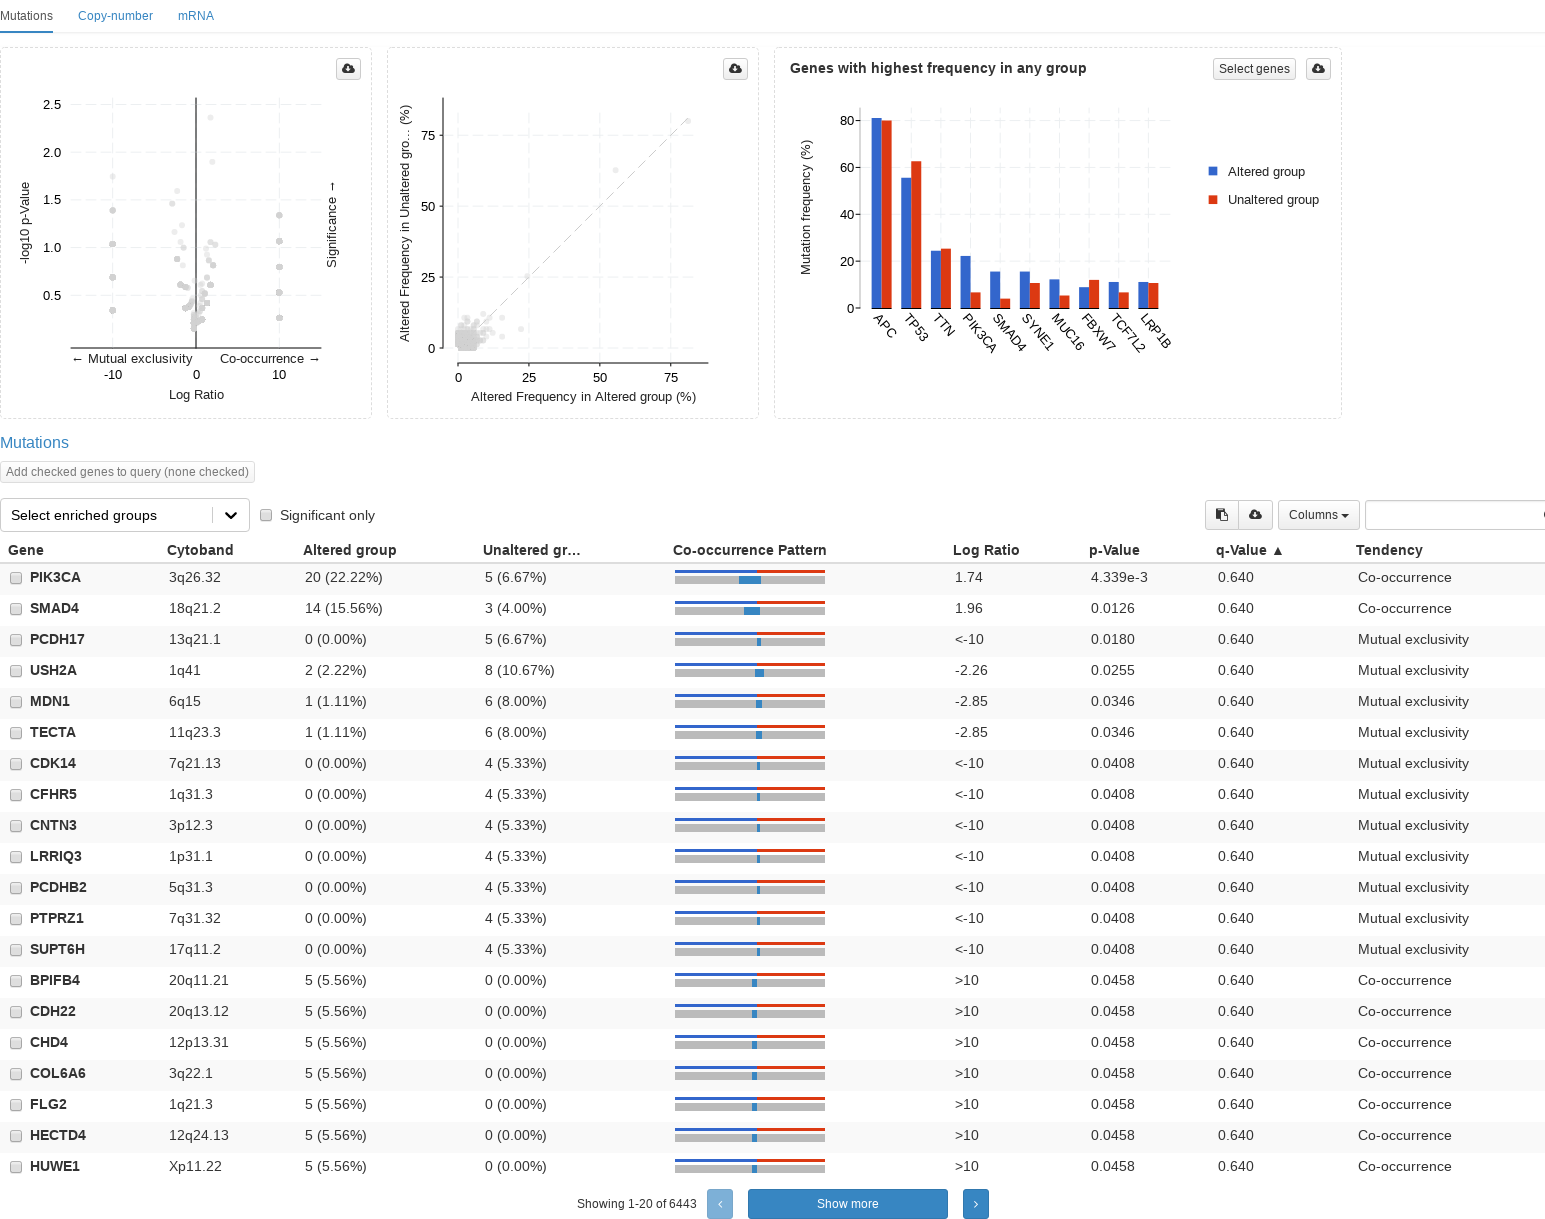 Mutations Copy-number mRNA
2.5
2.0
1.5
1.0
0.5
-log10 p-Value
Significance →
← Mutual exclusivity Co-occurrence →
-10 0 10
Log Ratio
Altered Frequency in Unaltered gro... (%)
75
50
25
0
0 25 50 75
Altered Frequency in Altered group (%)
Genes with highest frequency in any group
Select genes
Mutation frequency (%)
80
60
40
20
0
APC TP53 TTN PIK3CA SMAD4 SYNE1 MUC16 FBXW7 TCF7L2 LRP1B
Altered group
Unaltered group
Mutations
Add checked genes to query (none checked)
Select enriched groups Significant only Columns
Gene Cytoband Altered group Unaltered gr... Co-occurrence Pattern Log Ratio p-Value q-Value ▲ Tendency
PIK3CA 3q26.32 20 (22.22%) 5 (6.67%) 1.74 4.339e-3 0.640 Co-occurrence
SMAD4 18q21.2 14 (15.56%) 3 (4.00%) 1.96 0.0126 0.640 Co-occurrence
PCDH17 13q21.1 0 (0.00%) 5 (6.67%) <-10 0.0180 0.640 Mutual exclusivity
USH2A 1q41 2 (2.22%) 8 (10.67%) -2.26 0.0255 0.640 Mutual exclusivity
MDN1 6q15 1 (1.11%) 6 (8.00%) -2.85 0.0346 0.640 Mutual exclusivity
TECTA 11q23.3 1 (1.11%) 6 (8.00%) -2.85 0.0346 0.640 Mutual exclusivity
CDK14 7q21.13 0 (0.00%) 4 (5.33%) <-10 0.0408 0.640 Mutual exclusivity
CFHR5 1q31.3 0 (0.00%) 4 (5.33%) <-10 0.0408 0.640 Mutual exclusivity
CNTN3 3p12.3 0 (0.00%) 4 (5.33%) <-10 0.0408 0.640 Mutual exclusivity
LRRIQ3 1p31.1 0 (0.00%) 4 (5.33%) <-10 0.0408 0.640 Mutual exclusivity
PCDHB2 5q31.3 0 (0.00%) 4 (5.33%) <-10 0.0408 0.640 Mutual exclusivity
PTPRZ1 7q31.32 0 (0.00%) 4 (5.33%) <-10 0.0408 0.640 Mutual exclusivity
SUPT6H 17q11.2 0 (0.00%) 4 (5.33%) <-10 0.0408 0.640 Mutual exclusivity
BPIFB4 20q11.21 5 (5.56%) 0 (0.00%) >10 0.0458 0.640 Co-occurrence
CDH22 20q13.12 5 (5.56%) 0 (0.00%) >10 0.0458 0.640 Co-occurrence
CHD4 12p13.31 5 (5.56%) 0 (0.00%) >10 0.0458 0.640 Co-occurrence
COL6A6 3q22.1 5 (5.56%) 0 (0.00%) >10 0.0458 0.640 Co-occurrence
FLG2 1q21.3 5 (5.56%) 0 (0.00%) >10 0.0458 0.640 Co-occurrence
HECTD4 12q24.13 5 (5.56%) 0 (0.00%) >10 0.0458 0.640 Co-occurrence
HUWE1 Xp11.22 5 (5.56%) 0 (0.00%) >10 0.0458 0.640 Co-occurrence
Showing 1-20 of 6443 ‹ Show more ›